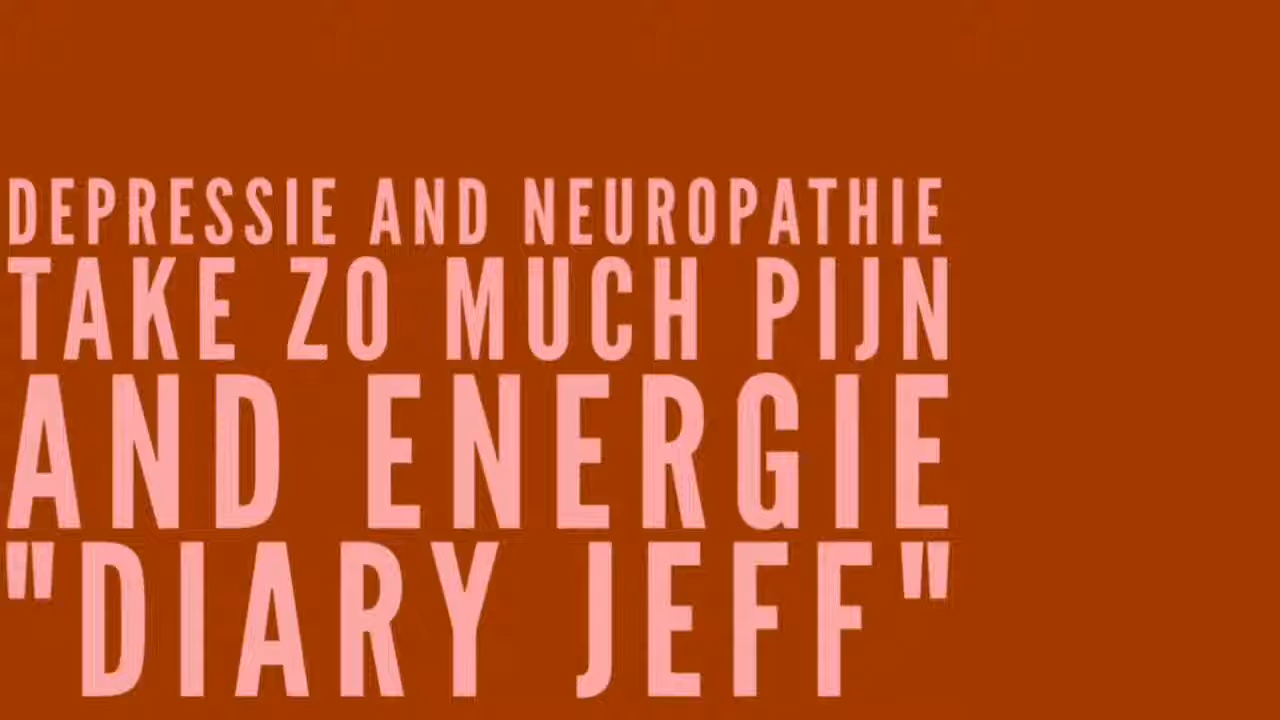 DEPRESSIE AND NEUROPATHIE
TAKE ZO MUCH PIJN
AND ENERGIE
"DIARY JEFF"